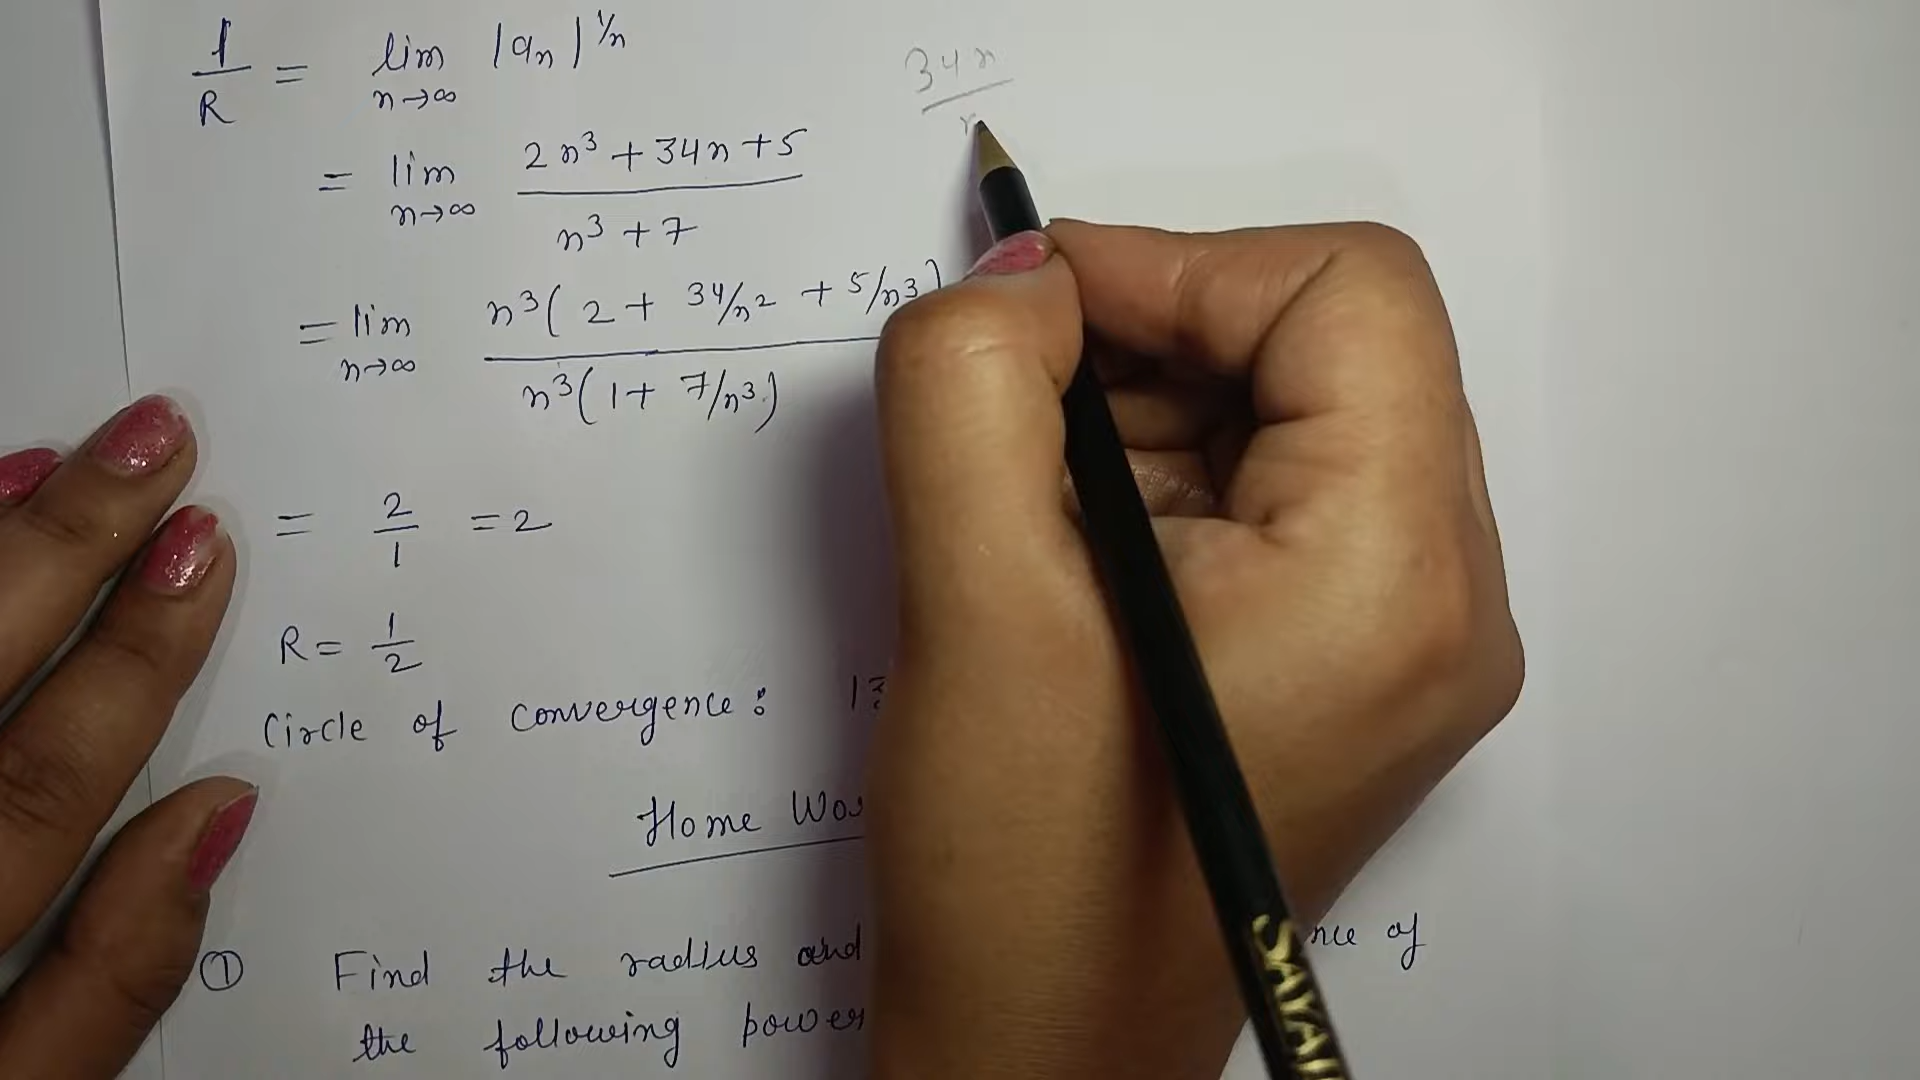 1/R = lim n→∞ |an|^1/n
34n
= lim n→∞ (2n³ + 34n + 5)/(n³ + 7)
= lim n→∞ n³(2 + 34/n² + 5/n³)/n³(1 + 7/n³)
= 2/1 = 2
R = 1/2
Circle of convergence:
Home
① Find the radius and of
the following power